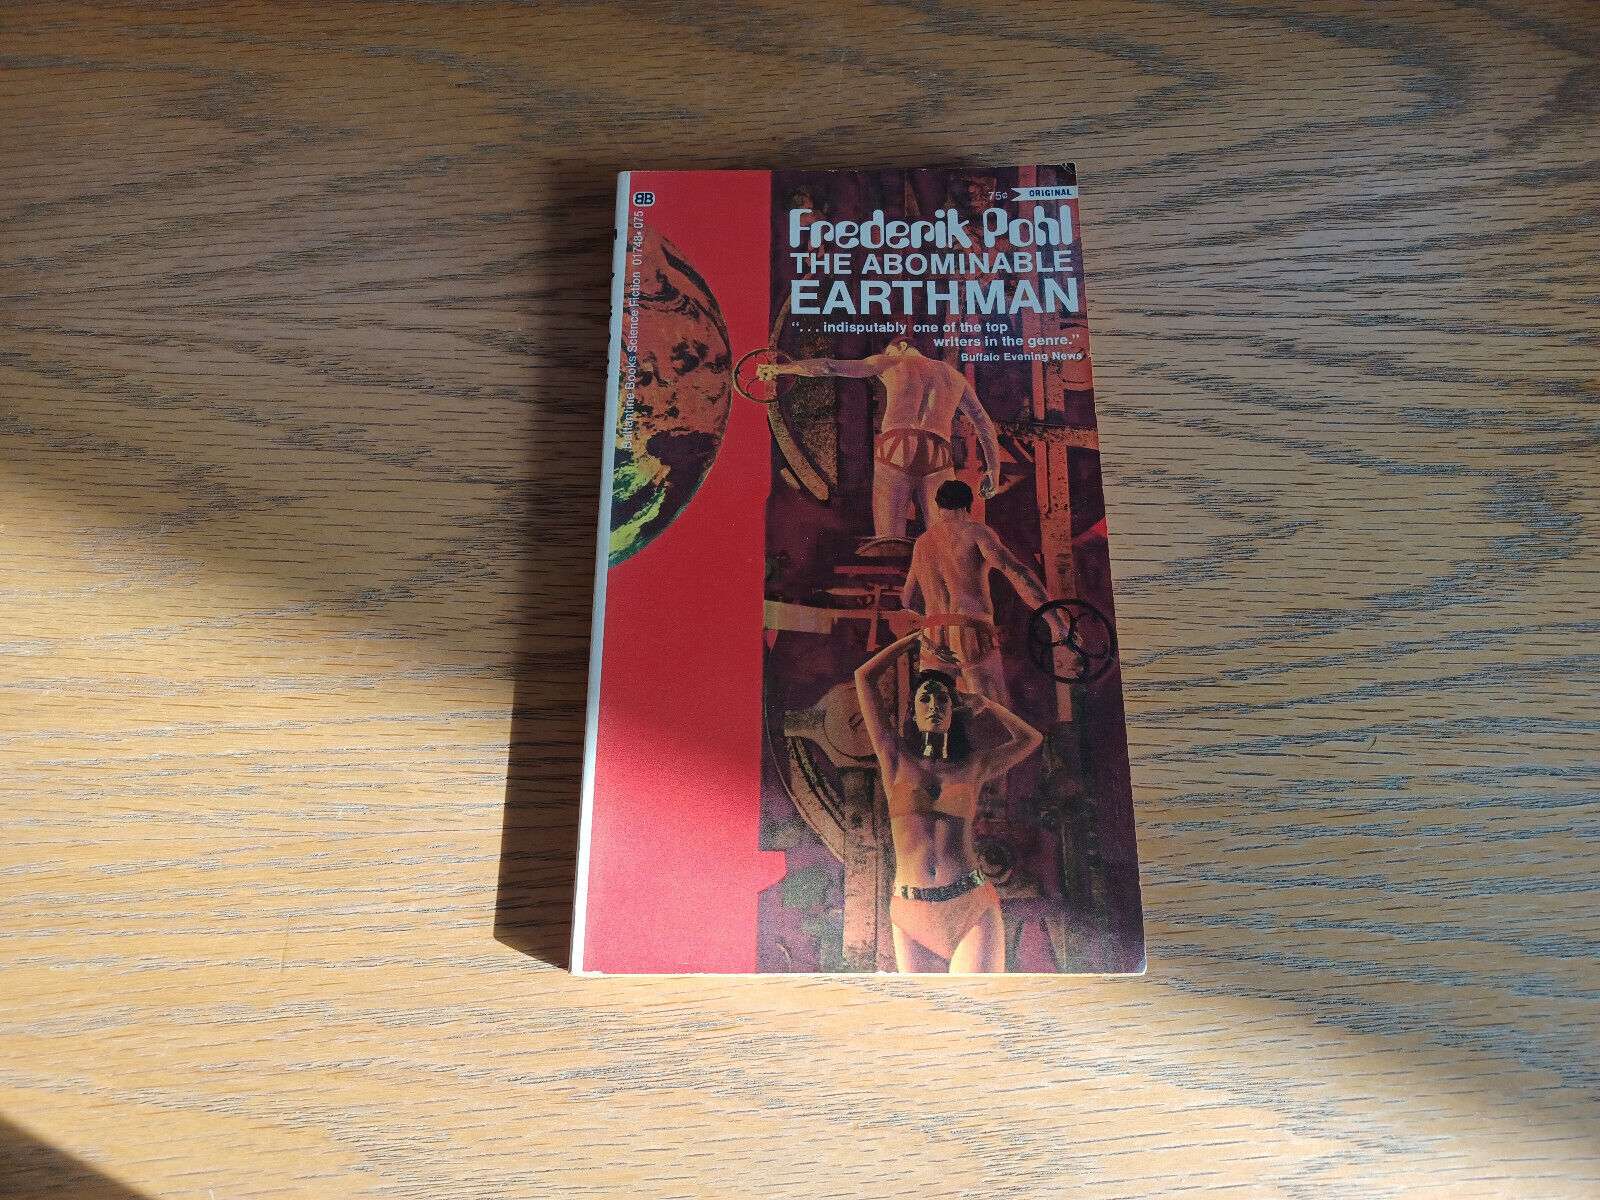 BB
Ballantine Books Science Fiction 01748•075
75¢ ORIGINAL
Frederik Pohl
THE ABOMINABLE
EARTHMAN
“. . . indisputably one of the top
writers in the genre.”
Buffalo Evening News